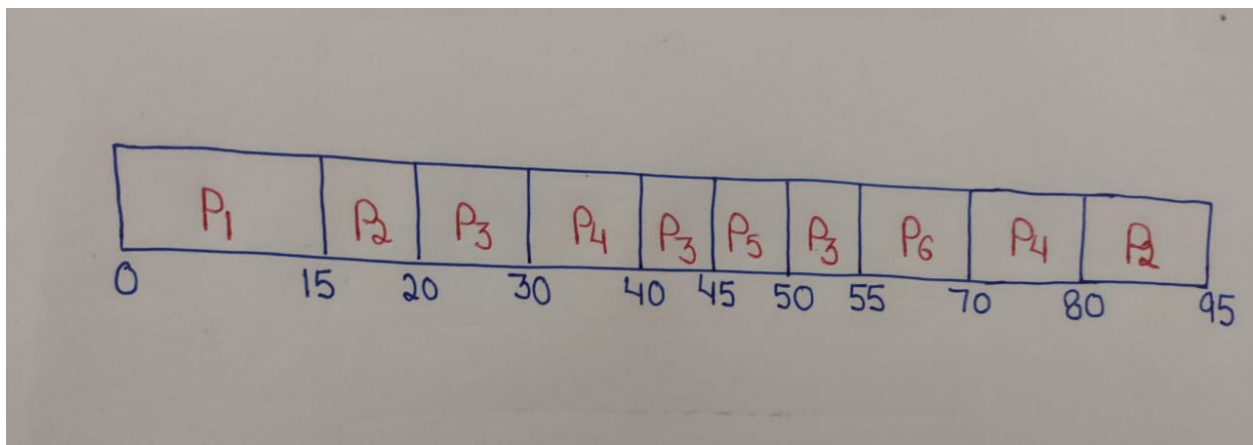 P₁ P₂ P₃ P₄ P₃ P₅ P₃ P₆ P₄ P₂
0 15 20 30 40 45 50 55 70 80 95